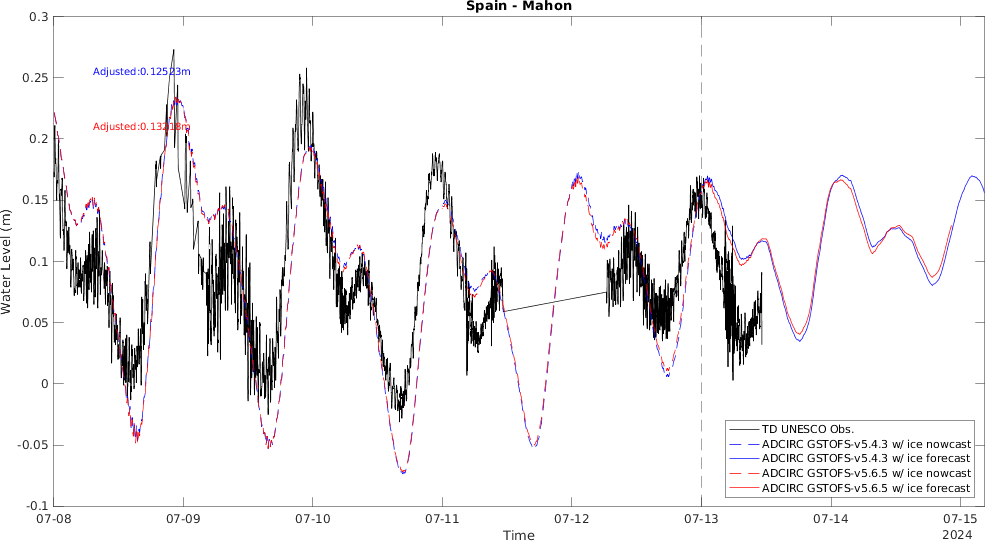 Spain - Mahon
0.3
0.25
0.2
0.15
0.1
0.05
0
-0.05
-0.1
Water Level (m)
Adjusted:0.12523m
Adjusted:0.13218m
TD UNESCO Obs.
ADCIRC GSTOFS-v5.4.3 w/ ice nowcast
ADCIRC GSTOFS-v5.4.3 w/ ice forecast
ADCIRC GSTOFS-v5.6.5 w/ ice nowcast
ADCIRC GSTOFS-v5.6.5 w/ ice forecast
07-08 07-09 07-10 07-11 07-12 07-13 07-14 07-15
Time
2024